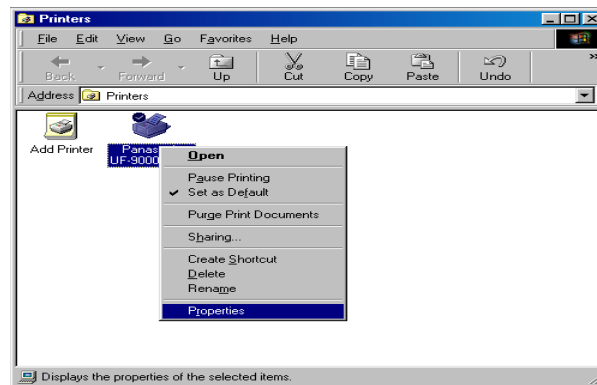 Printers
File Edit View Go Favorites Help
Back Forward Up Cut Copy Paste Undo »
Address Printers
Add Printer
Panas
UF-9000
Open
Pause Printing
Set as Default
Purge Print Documents
Sharing...
Create Shortcut
Delete
Rename
Properties
Displays the properties of the selected items.